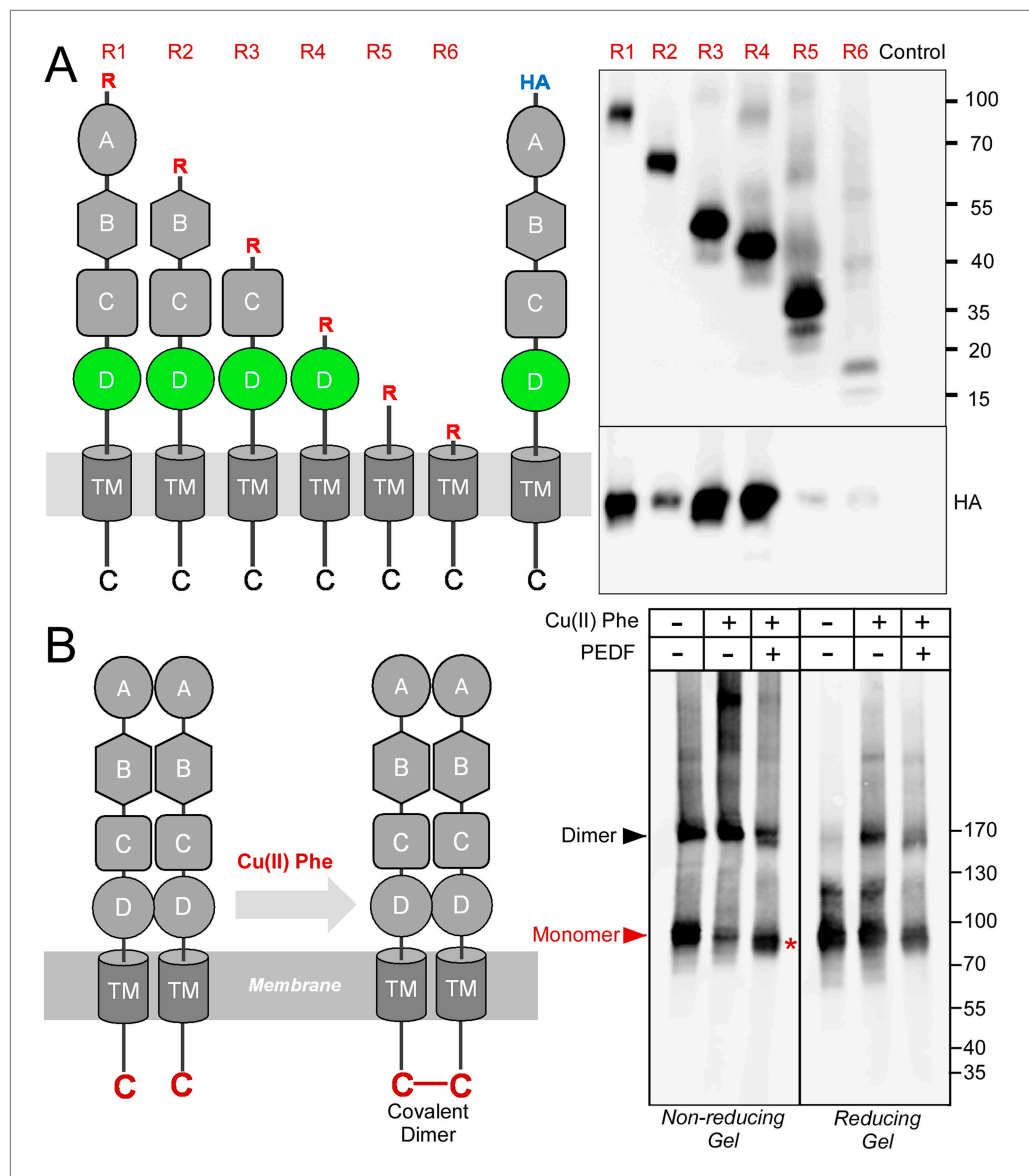 A
R1 R2 R3 R4 R5 R6
R
A
B
C
D
TM
C
R
B
C
D
TM
C
R
C
D
TM
C
R
D
TM
C
R
TM
C
R
TM
C
HA
A
B
C
D
TM
C
R1 R2 R3 R4 R5 R6 Control
100
70
55
40
35
20
15
HA
B
A A
B B
C C
D D
TM TM
C C
Cu(II) Phe
Membrane
A A
B B
C C
D D
TM TM
C C
Covalent
Dimer
Cu(II) Phe - + + - + +
PEDF - - + - - +
Dimer
Monomer
*
170
130
100
70
55
40
35
Non-reducing
Gel
Reducing
Gel